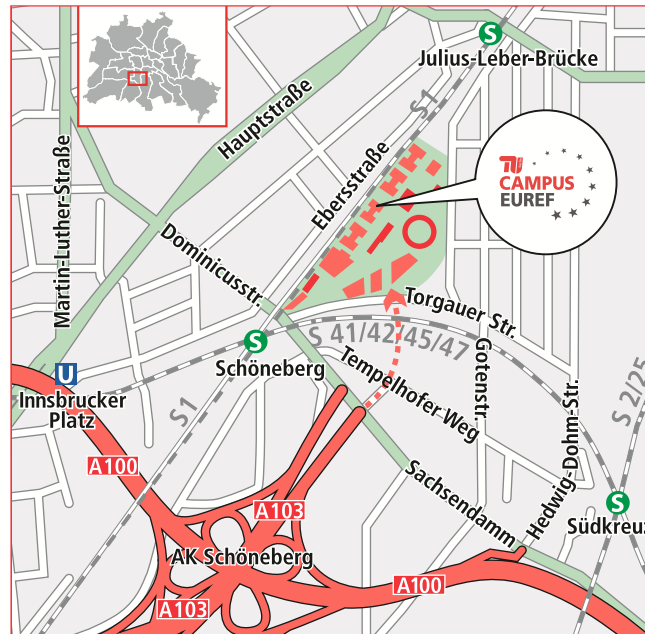 S
Julius-Leber-Brücke
S1
Hauptstraße
Martin-Luther-Straße
Ebersstraße
TU
CAMPUS
EUREF
Dominicusstr.
Torgauer Str.
S 41/42/45/47
S
Schöneberg
Gotenstr.
Tempelhofer Weg
S 2/25
U
Innsbrucker
Platz
S1
Hedwig-Dohm-Str.
A100
Sachsendamm
S
Südkreuz
A103
AK Schöneberg
A100
A103